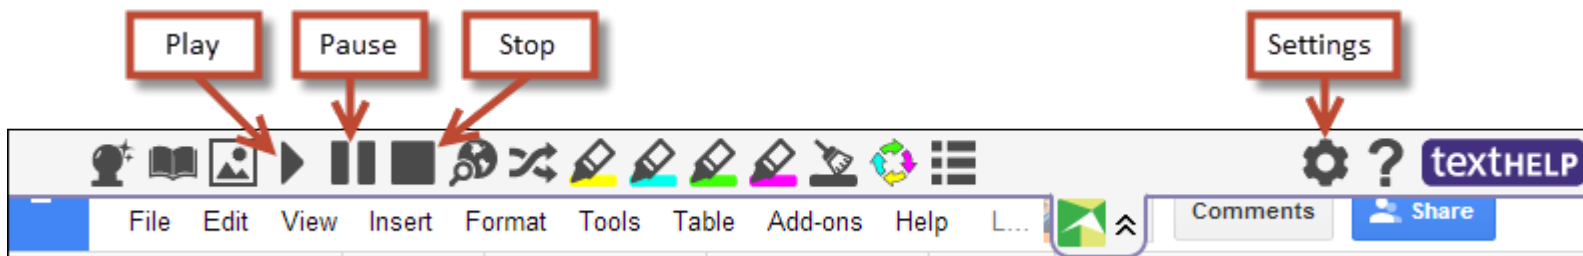 Play Pause Stop Settings
? textHELP
File Edit View Insert Format Tools Table Add-ons Help L... Comments Share